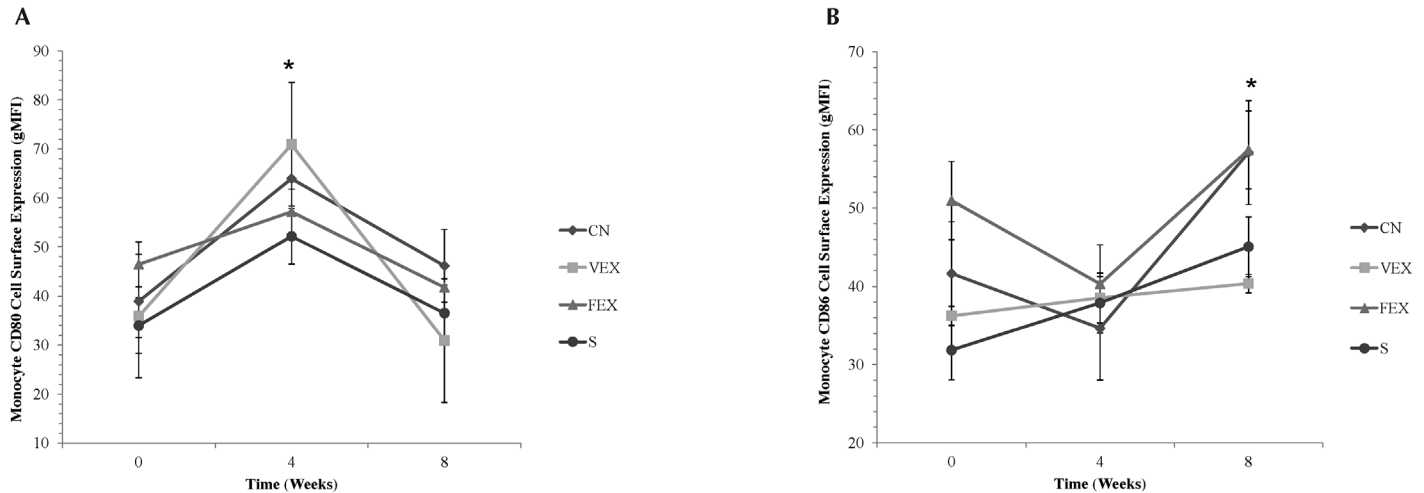 A
Monocyte CD80 Cell Surface Expression (gMFI)
90
80
70
60
50
40
30
20
10
*
0
4
8
Time (Weeks)
CN
VEX
FEX
S
B
Monocyte CD86 Cell Surface Expression (gMFI)
70
60
50
40
30
20
*
0
4
8
Time (Weeks)
CN
VEX
FEX
S